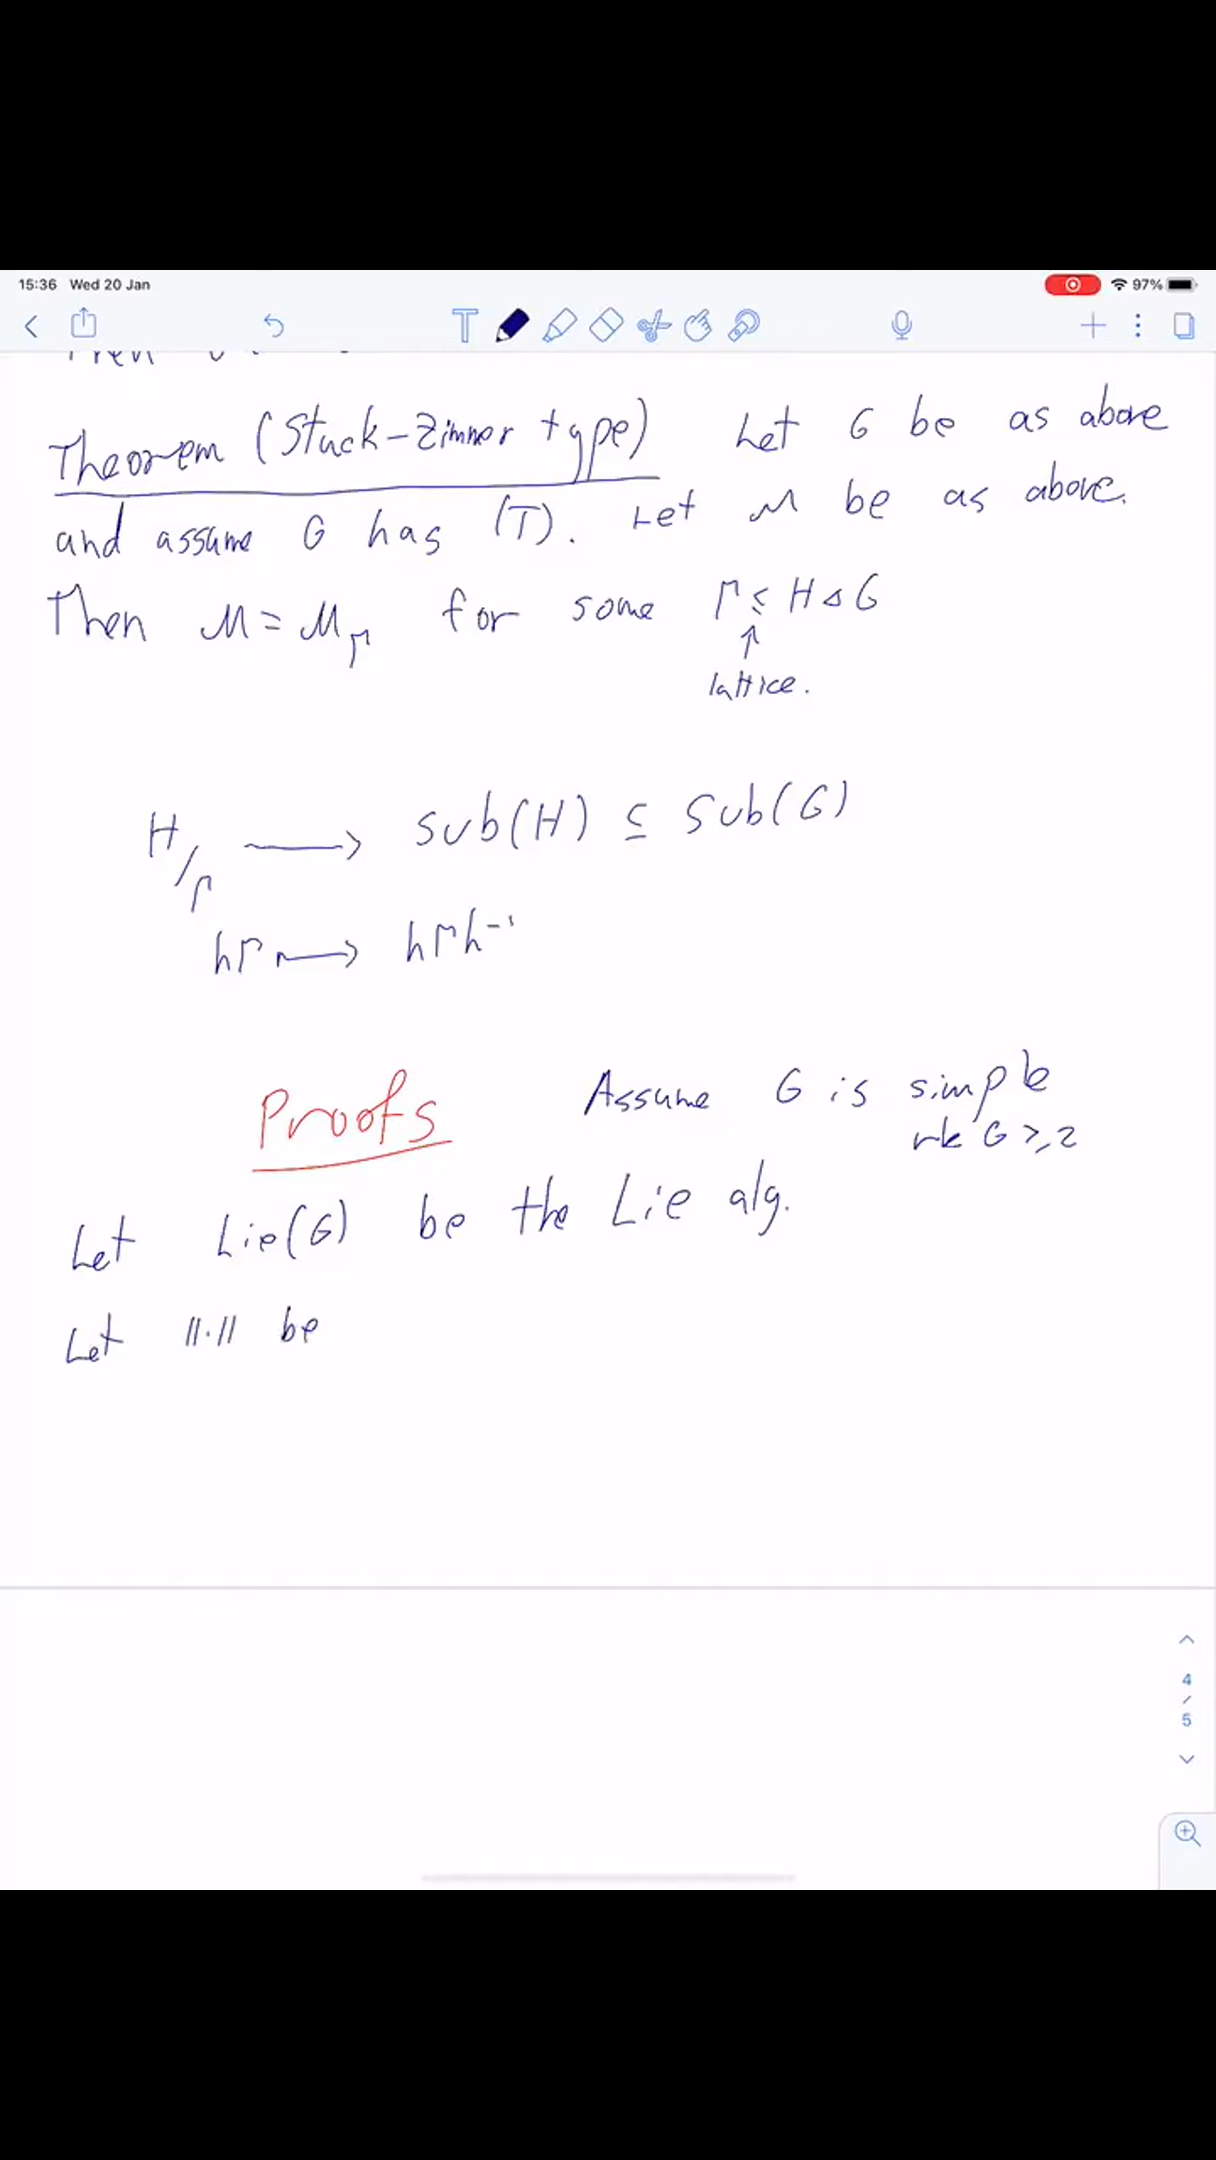 15:36 Wed 20 Jan 97%
T
Then
Theorem (Stuck-Zimmer type) Let G be as above
and assume G has (T). Let μ be as above.
Then μ = μ_Γ for some Γ ≤ H ◁ G
↑
lattice.
H/Γ ⟶ Sub(H) ⊆ Sub(G)
hΓ ⟼ hΓh⁻¹
Proofs Assume G is simple
rk G ≥ 2
Let Lie(G) be the Lie alg.
Let ||·|| be
4
/
5